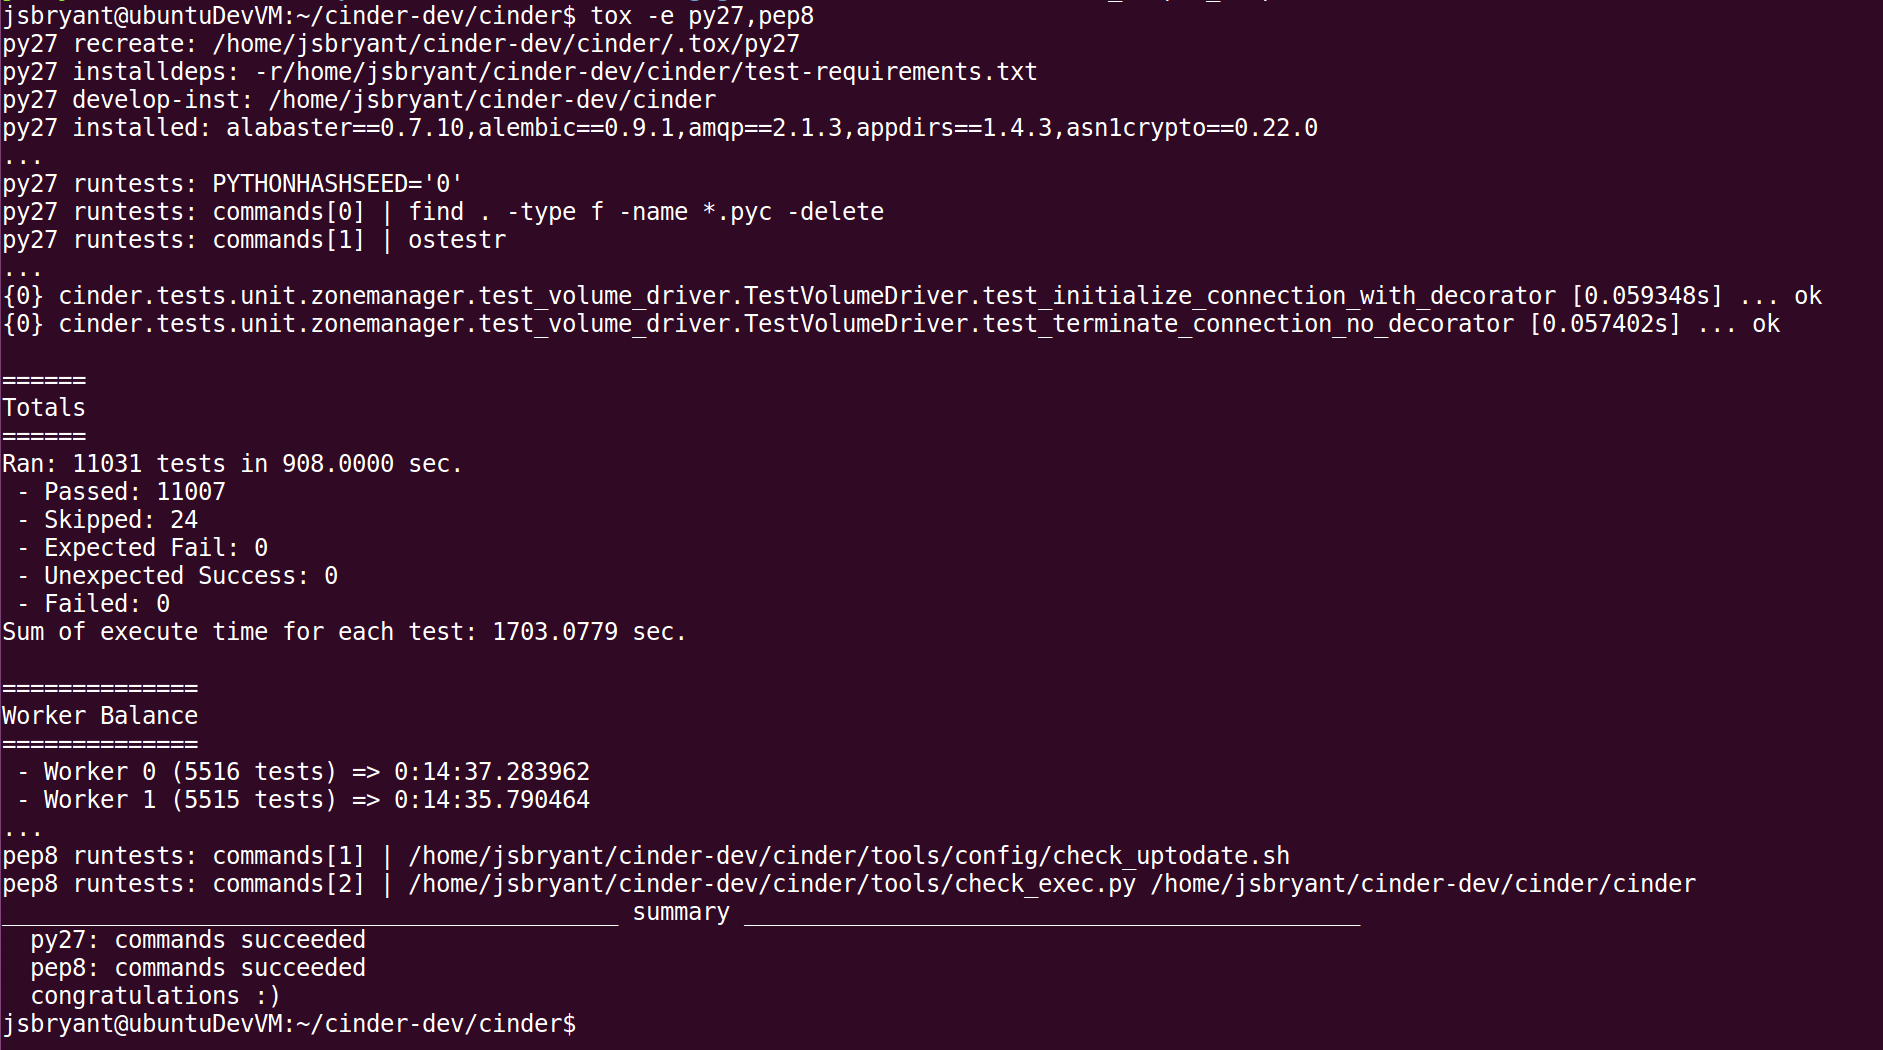 jsbryant@ubuntuDevVM:~/cinder-dev/cinder$ tox -e py27,pep8
py27 recreate: /home/jsbryant/cinder-dev/cinder/.tox/py27
py27 installdeps: -r/home/jsbryant/cinder-dev/cinder/test-requirements.txt
py27 develop-inst: /home/jsbryant/cinder-dev/cinder
py27 installed: alabaster==0.7.10,alembic==0.9.1,amqp==2.1.3,appdirs==1.4.3,asn1crypto==0.22.0
...
py27 runtests: PYTHONHASHSEED='0'
py27 runtests: commands[0] | find . -type f -name *.pyc -delete
py27 runtests: commands[1] | ostestr
...
{0} cinder.tests.unit.zonemanager.test_volume_driver.TestVolumeDriver.test_initialize_connection_with_decorator [0.059348s] ... ok
{0} cinder.tests.unit.zonemanager.test_volume_driver.TestVolumeDriver.test_terminate_connection_no_decorator [0.057402s] ... ok
======
Totals
======
Ran: 11031 tests in 908.0000 sec.
 - Passed: 11007
 - Skipped: 24
 - Expected Fail: 0
 - Unexpected Success: 0
 - Failed: 0
Sum of execute time for each test: 1703.0779 sec.
==============
Worker Balance
==============
 - Worker 0 (5516 tests) => 0:14:37.283962
 - Worker 1 (5515 tests) => 0:14:35.790464
...
pep8 runtests: commands[1] | /home/jsbryant/cinder-dev/cinder/tools/config/check_uptodate.sh
pep8 runtests: commands[2] | /home/jsbryant/cinder-dev/cinder/tools/check_exec.py /home/jsbryant/cinder-dev/cinder/cinder
____________________________________________ summary ____________________________________________
  py27: commands succeeded
  pep8: commands succeeded
  congratulations :)
jsbryant@ubuntuDevVM:~/cinder-dev/cinder$